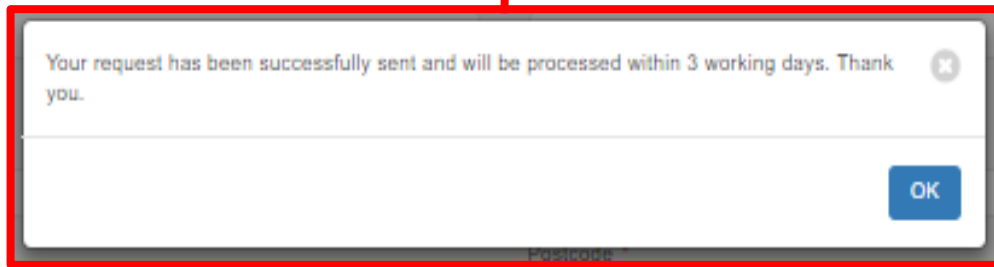 Your request has been successfully sent and will be processed within 3 working days. Thank
you.
OK
Postcode *